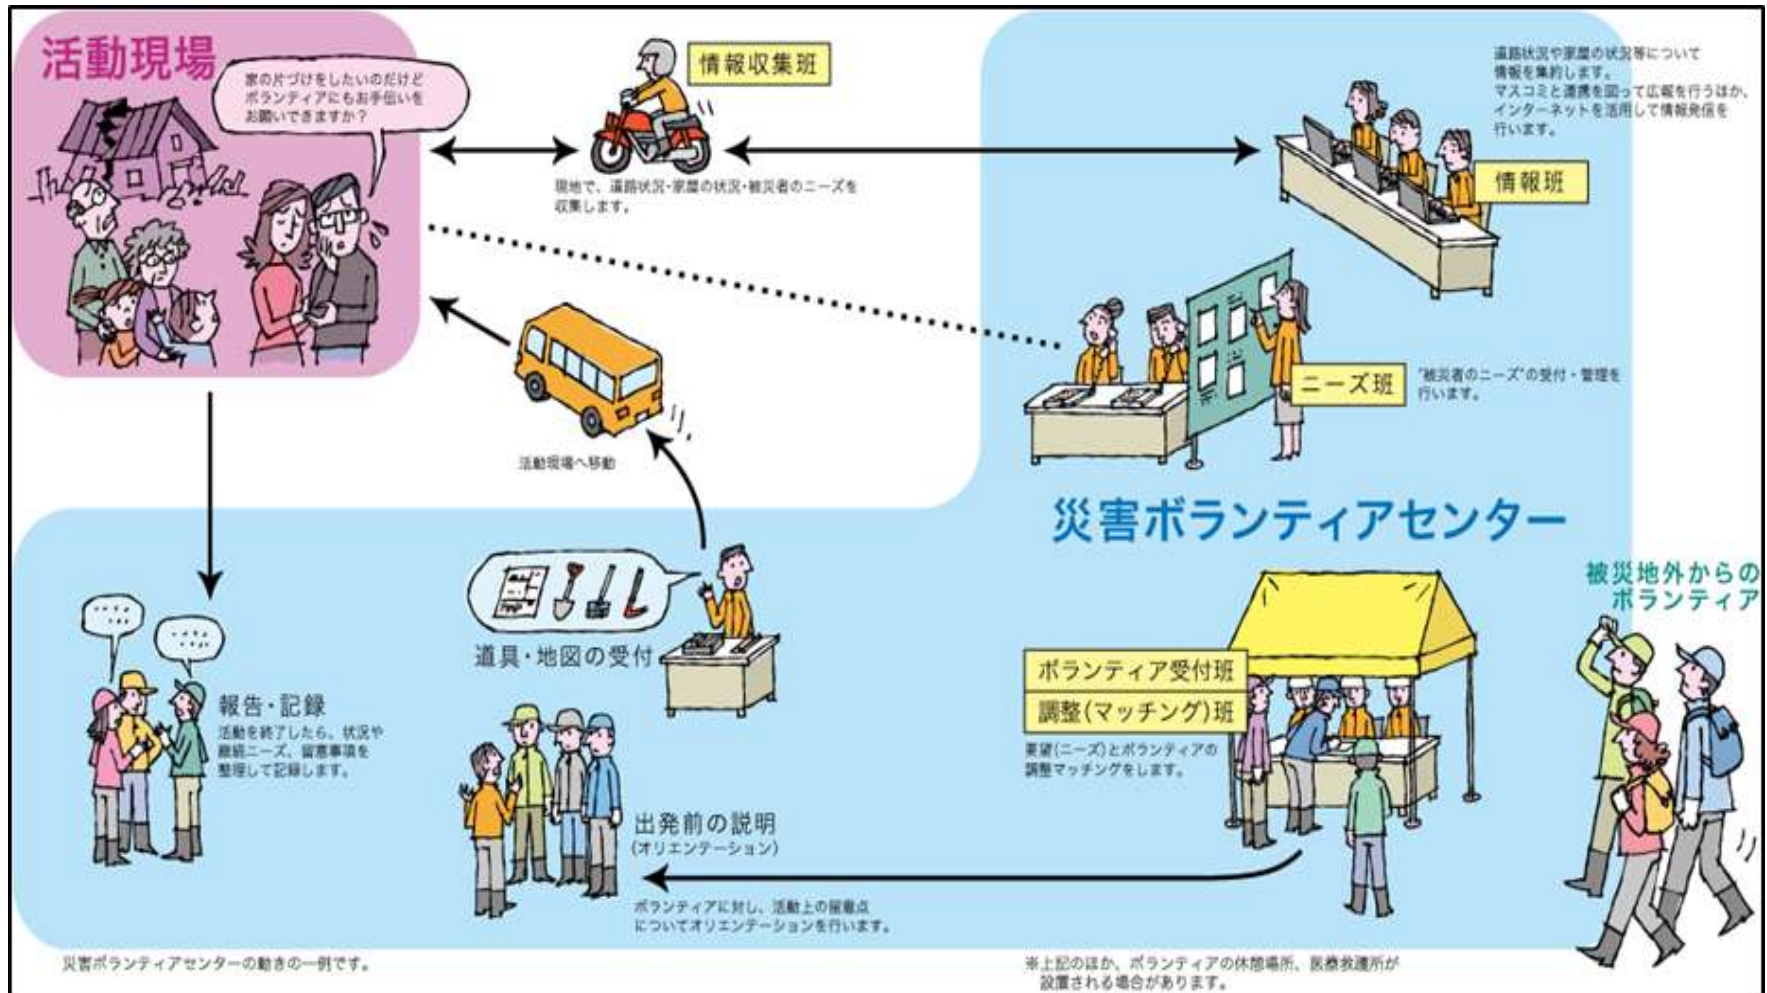 活動現場
家の片づけをしたいのだけど
ボランティアにもお手伝いを
お願いできますか?
情報収集班
現地で、道路状況・家屋の状況・被災者のニーズを
収集します。
道路状況や家屋の状況等について
情報を集約します。
マスコミと連携を図って広報を行うほか、
インターネットを活用して情報発信を
行います。
情報班
ニーズ班
"被災者のニーズ"の受付・管理を
行います。
活動現場へ移動
災害ボランティアセンター
被災地外からの
ボランティア
道具・地図の受付
ボランティア受付班
調整(マッチング)班
要望(ニーズ)とボランティアの
調整マッチングをします。
報告・記録
活動を終了したら、状況や
継続ニーズ、留意事項を
整理して記録します。
出発前の説明
(オリエンテーション)
ボランティアに対し、活動上の留意点
についてオリエンテーションを行います。
災害ボランティアセンターの動きの一例です。
※上記のほか、ボランティアの休憩場所、医療救護所が
設置される場合があります。